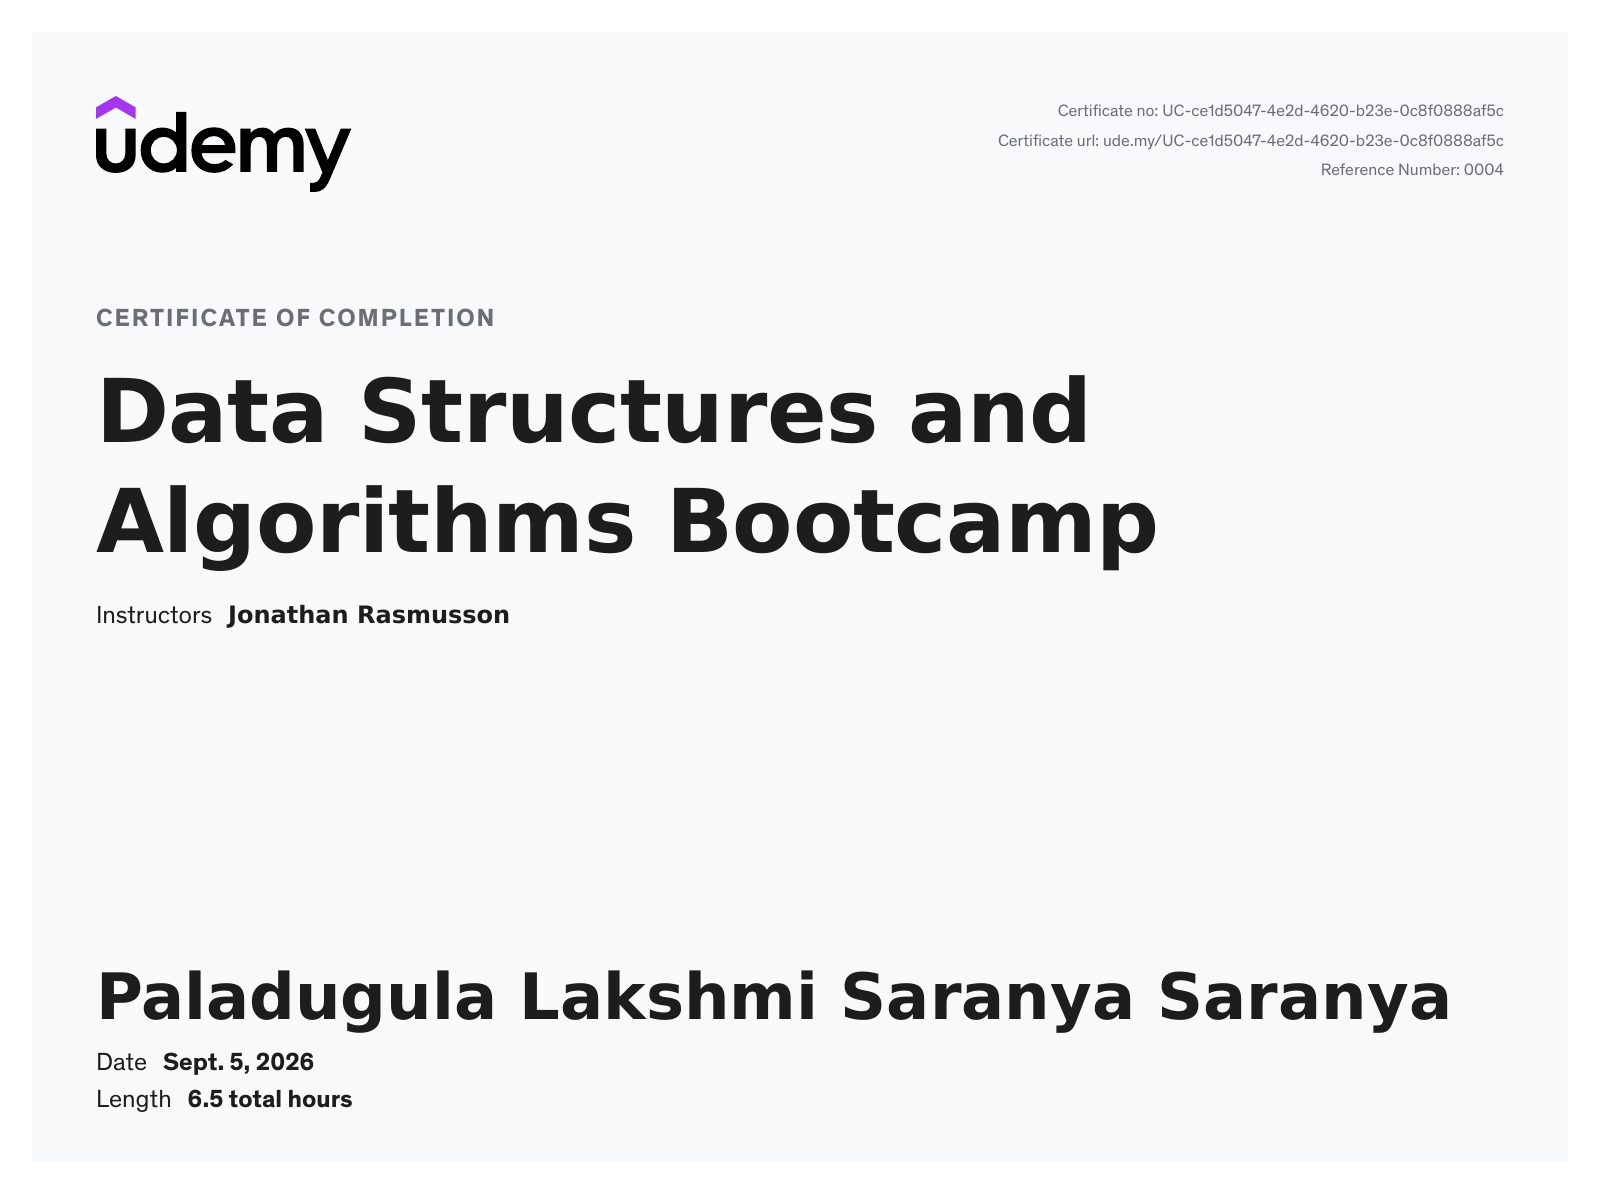 udemy
Certificate no: UC-ce1d5047-4e2d-4620-b23e-0c8f0888af5c
Certificate url: ude.my/UC-ce1d5047-4e2d-4620-b23e-0c8f0888af5c
Reference Number: 0004
CERTIFICATE OF COMPLETION
Data Structures and
Algorithms Bootcamp
Instructors Jonathan Rasmusson
Paladugula Lakshmi Saranya Saranya
Date Sept. 5, 2026
Length 6.5 total hours